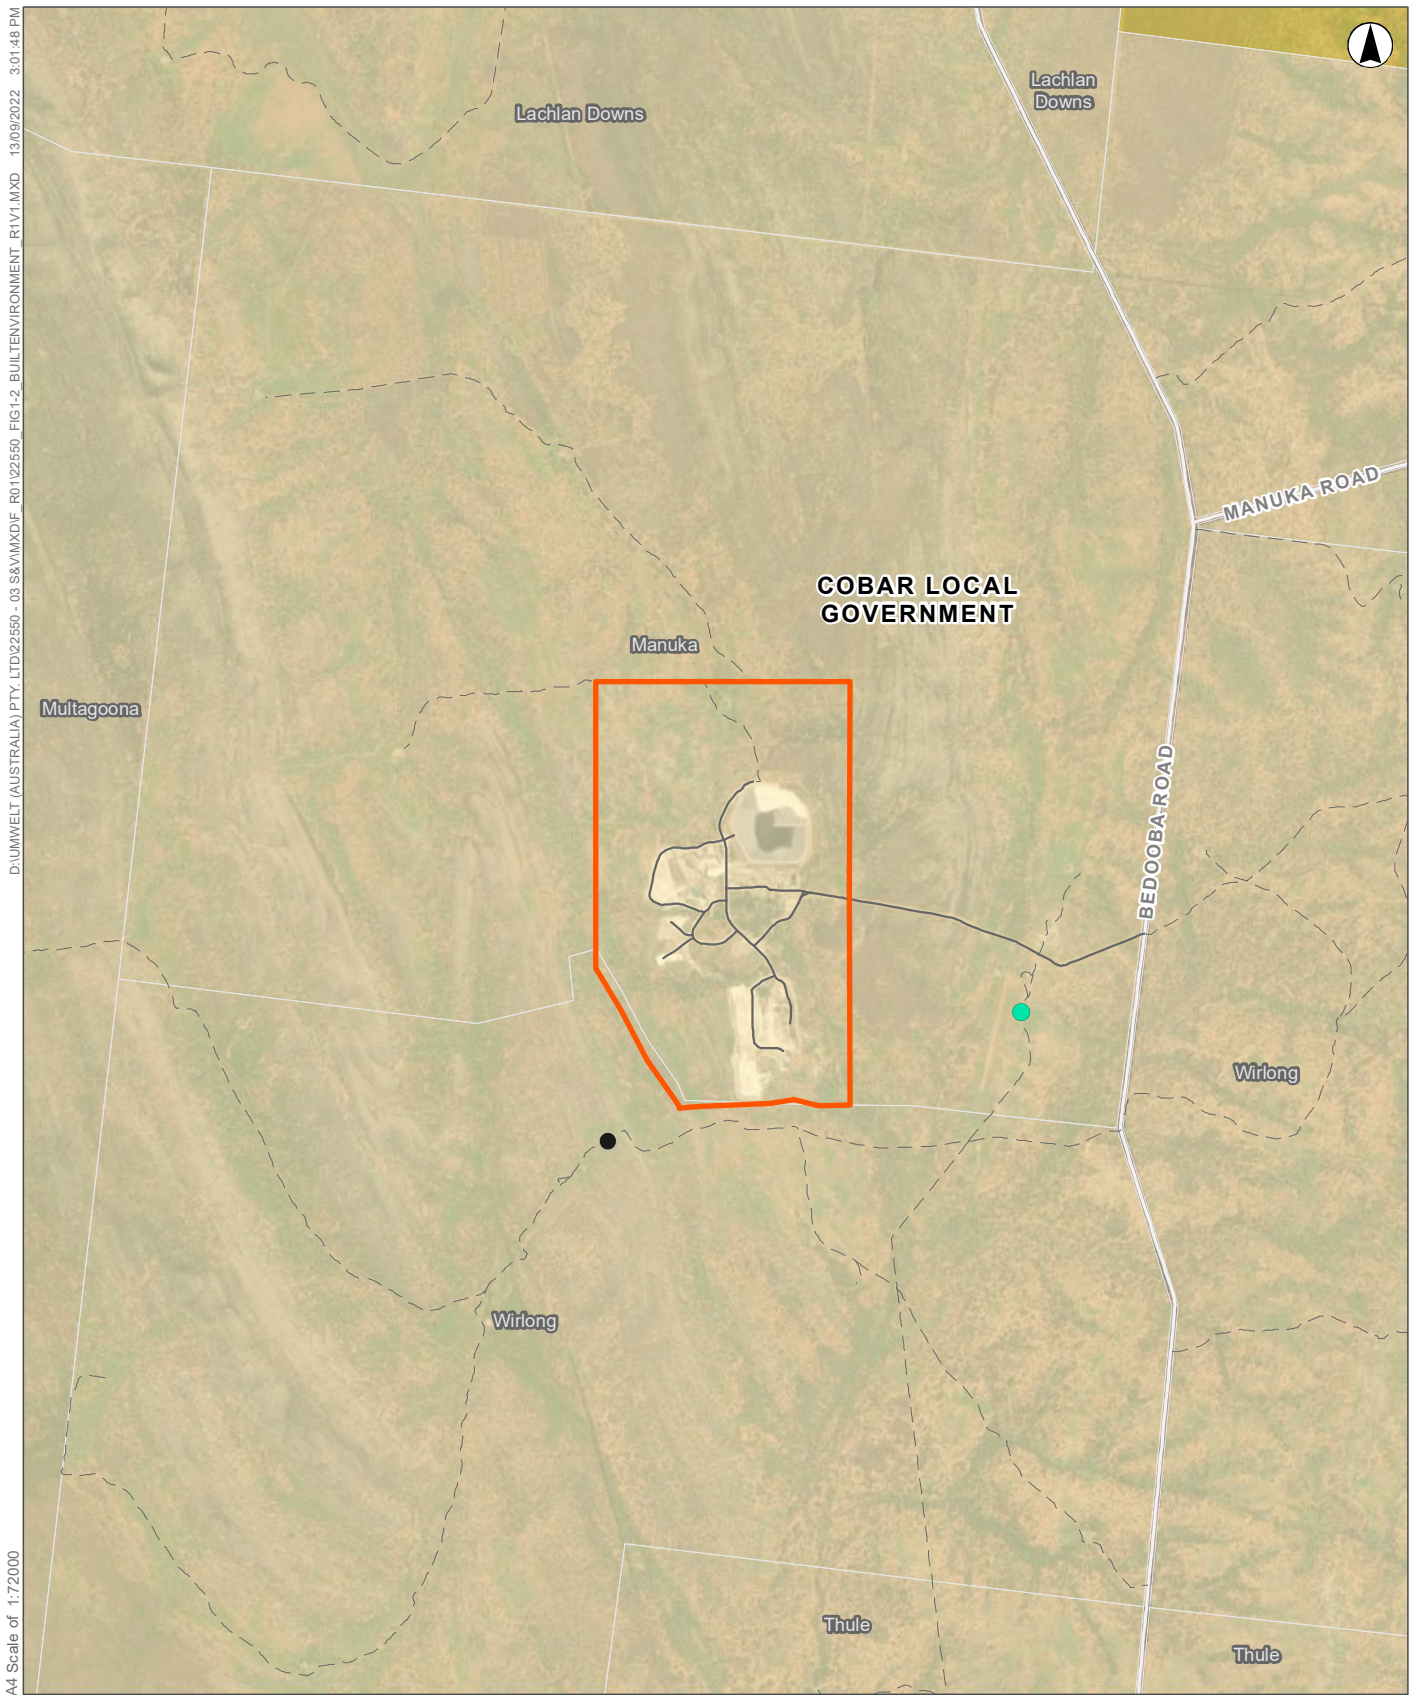 Lachlan Downs
Lachlan
Downs
MANUKA ROAD
COBAR LOCAL
GOVERNMENT
Manuka
Multagoona
BEDOOBA ROAD
Wirlong
Wirlong
Thule
Thule
D:\UMWELT (AUSTRALIA) PTY. LTD\22550 - 03 S&V\MXD\F_R01\22550_FIG1-2_BUILTENVIRONMENT_R1V1.MXD 13/09/2022 3:01:48 PM
A4 Scale of 1:72000